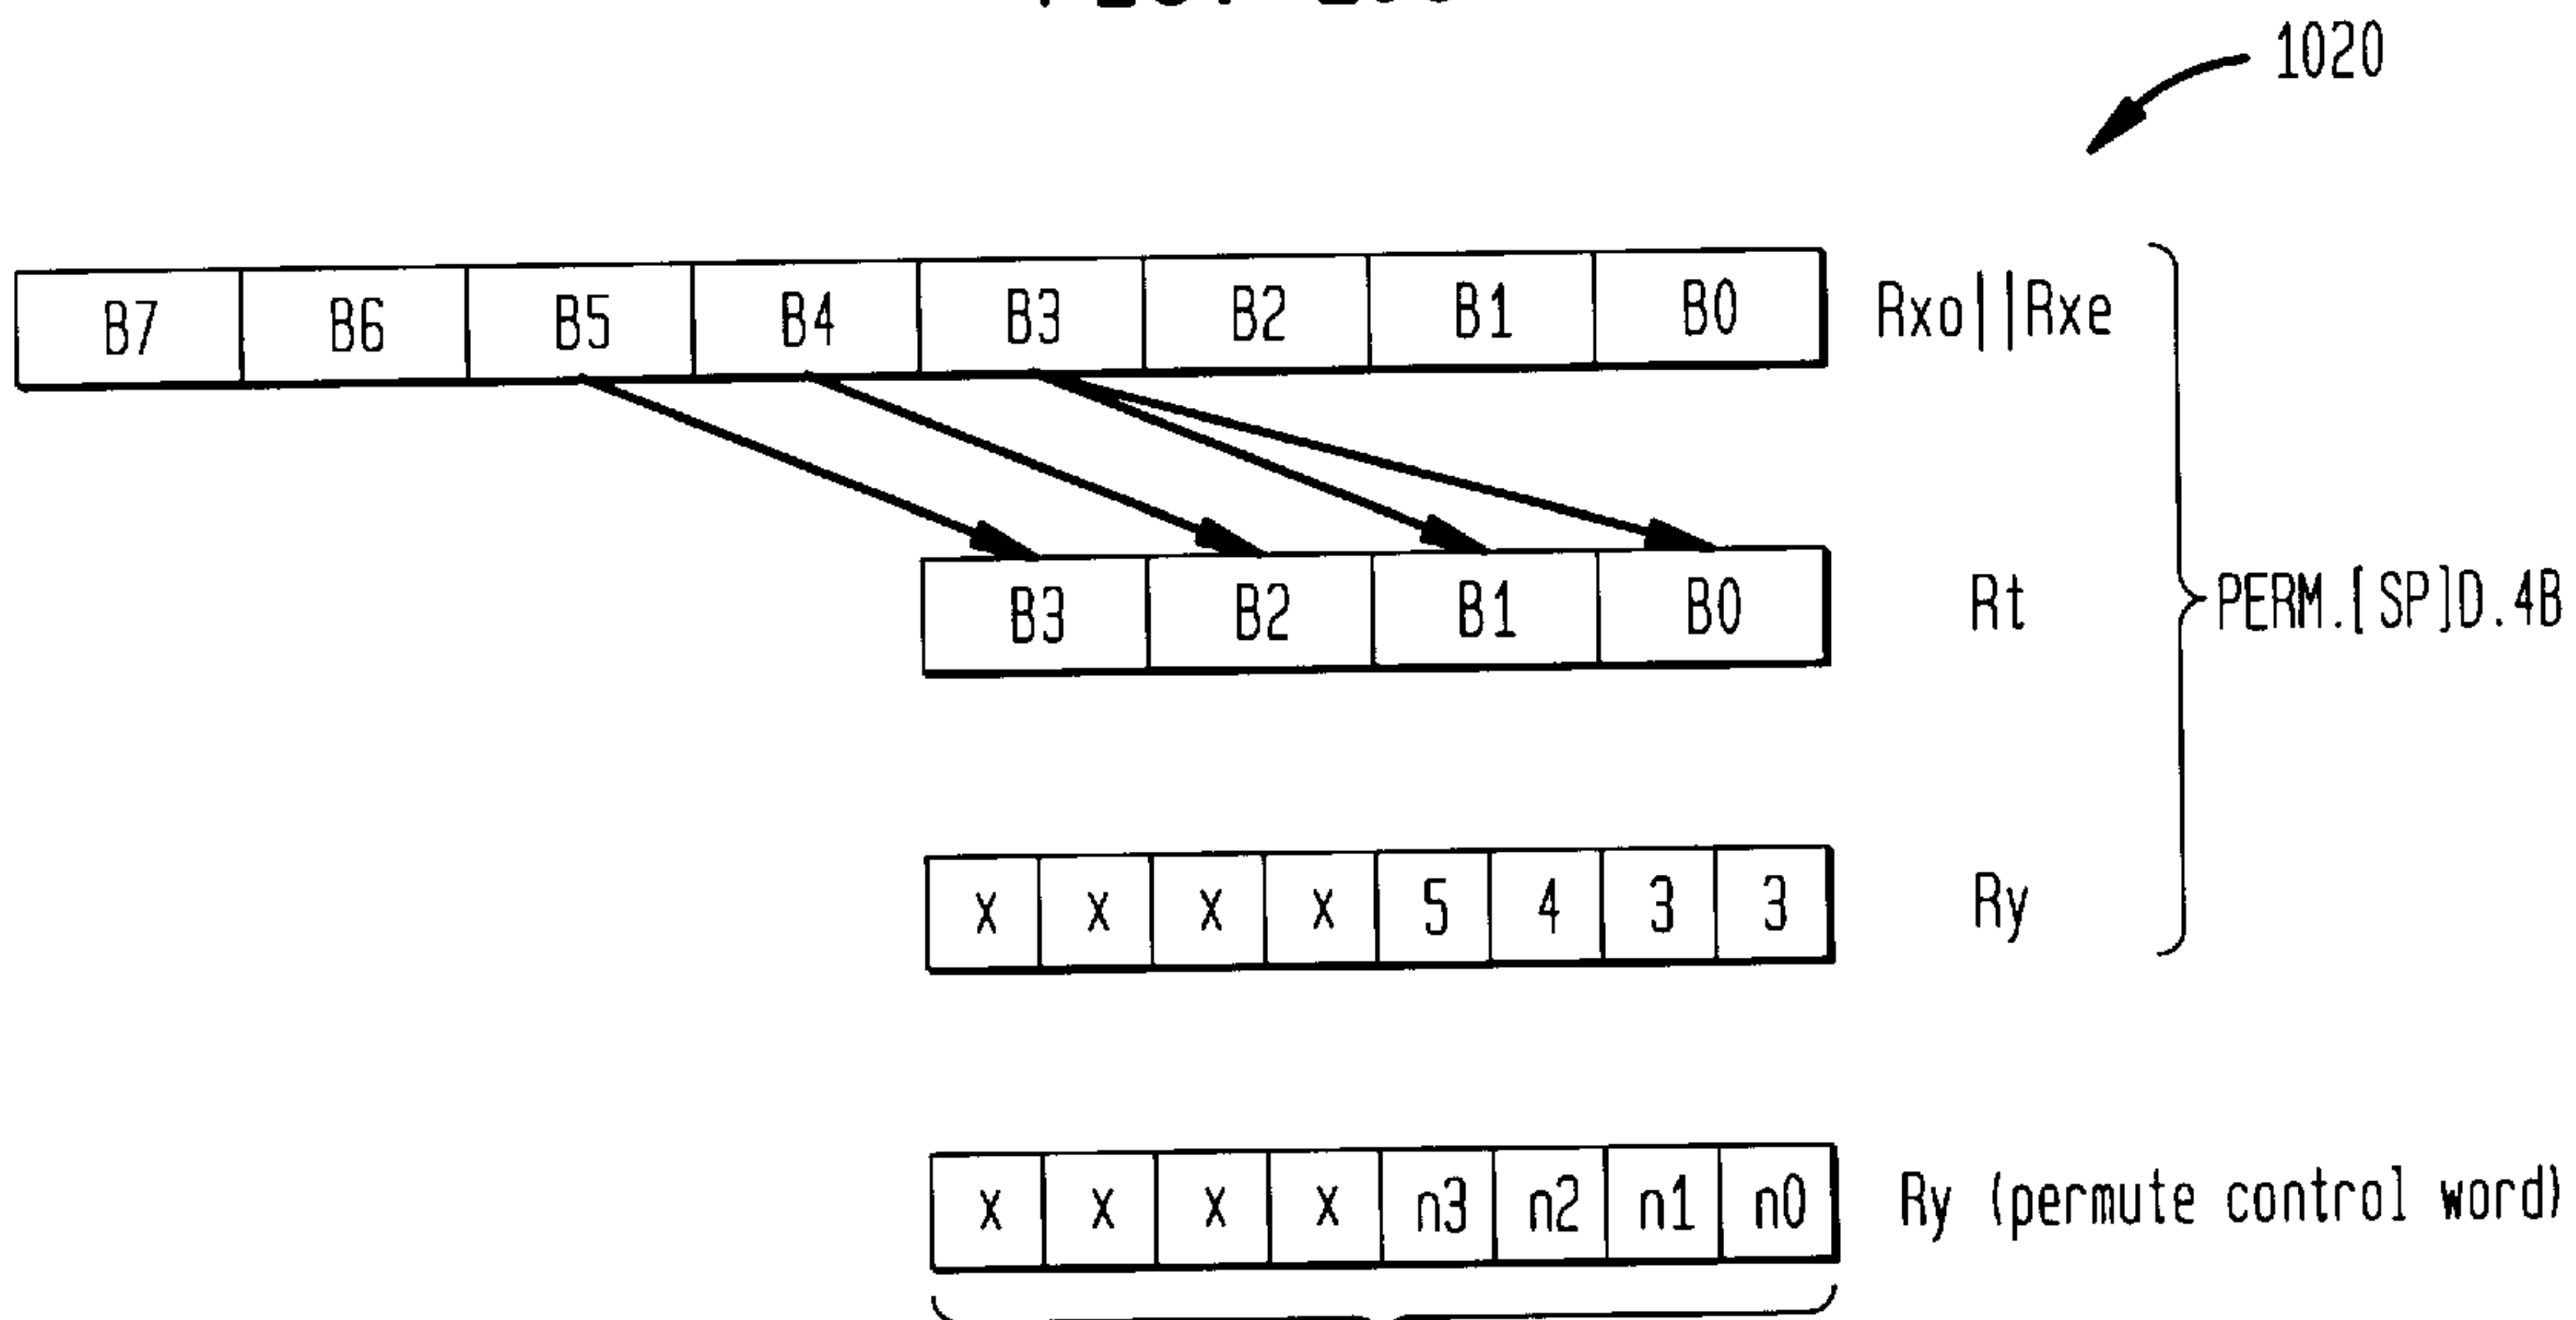 1020
B7 B6 B5 B4 B3 B2 B1 B0 Rxo||Rxe
B3 B2 B1 B0 Rt PERM.[SP]D.4B
x x x x 5 4 3 3 Ry
x x x x n3 n2 n1 n0 Ry (permute control word)